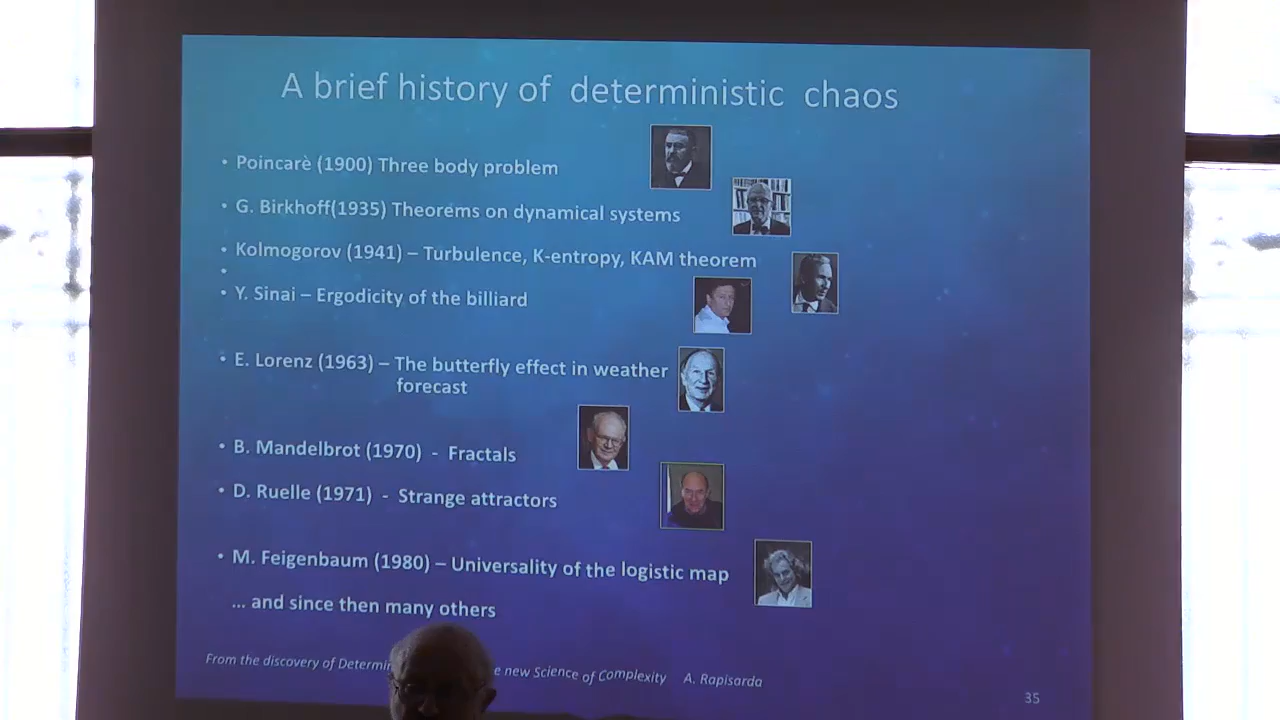 A brief history of deterministic chaos
• Poincarè (1900) Three body problem
• G. Birkhoff(1935) Theorems on dynamical systems
• Kolmogorov (1941) – Turbulence, K-entropy, KAM theorem
•
• Y. Sinai – Ergodicity of the billiard
• E. Lorenz (1963) – The butterfly effect in weather
forecast
• B. Mandelbrot (1970) - Fractals
• D. Ruelle (1971) - Strange attractors
• M. Feigenbaum (1980) – Universality of the logistic map
... and since then many others
From the discovery of new Science of Complexity A. Rapisarda
35